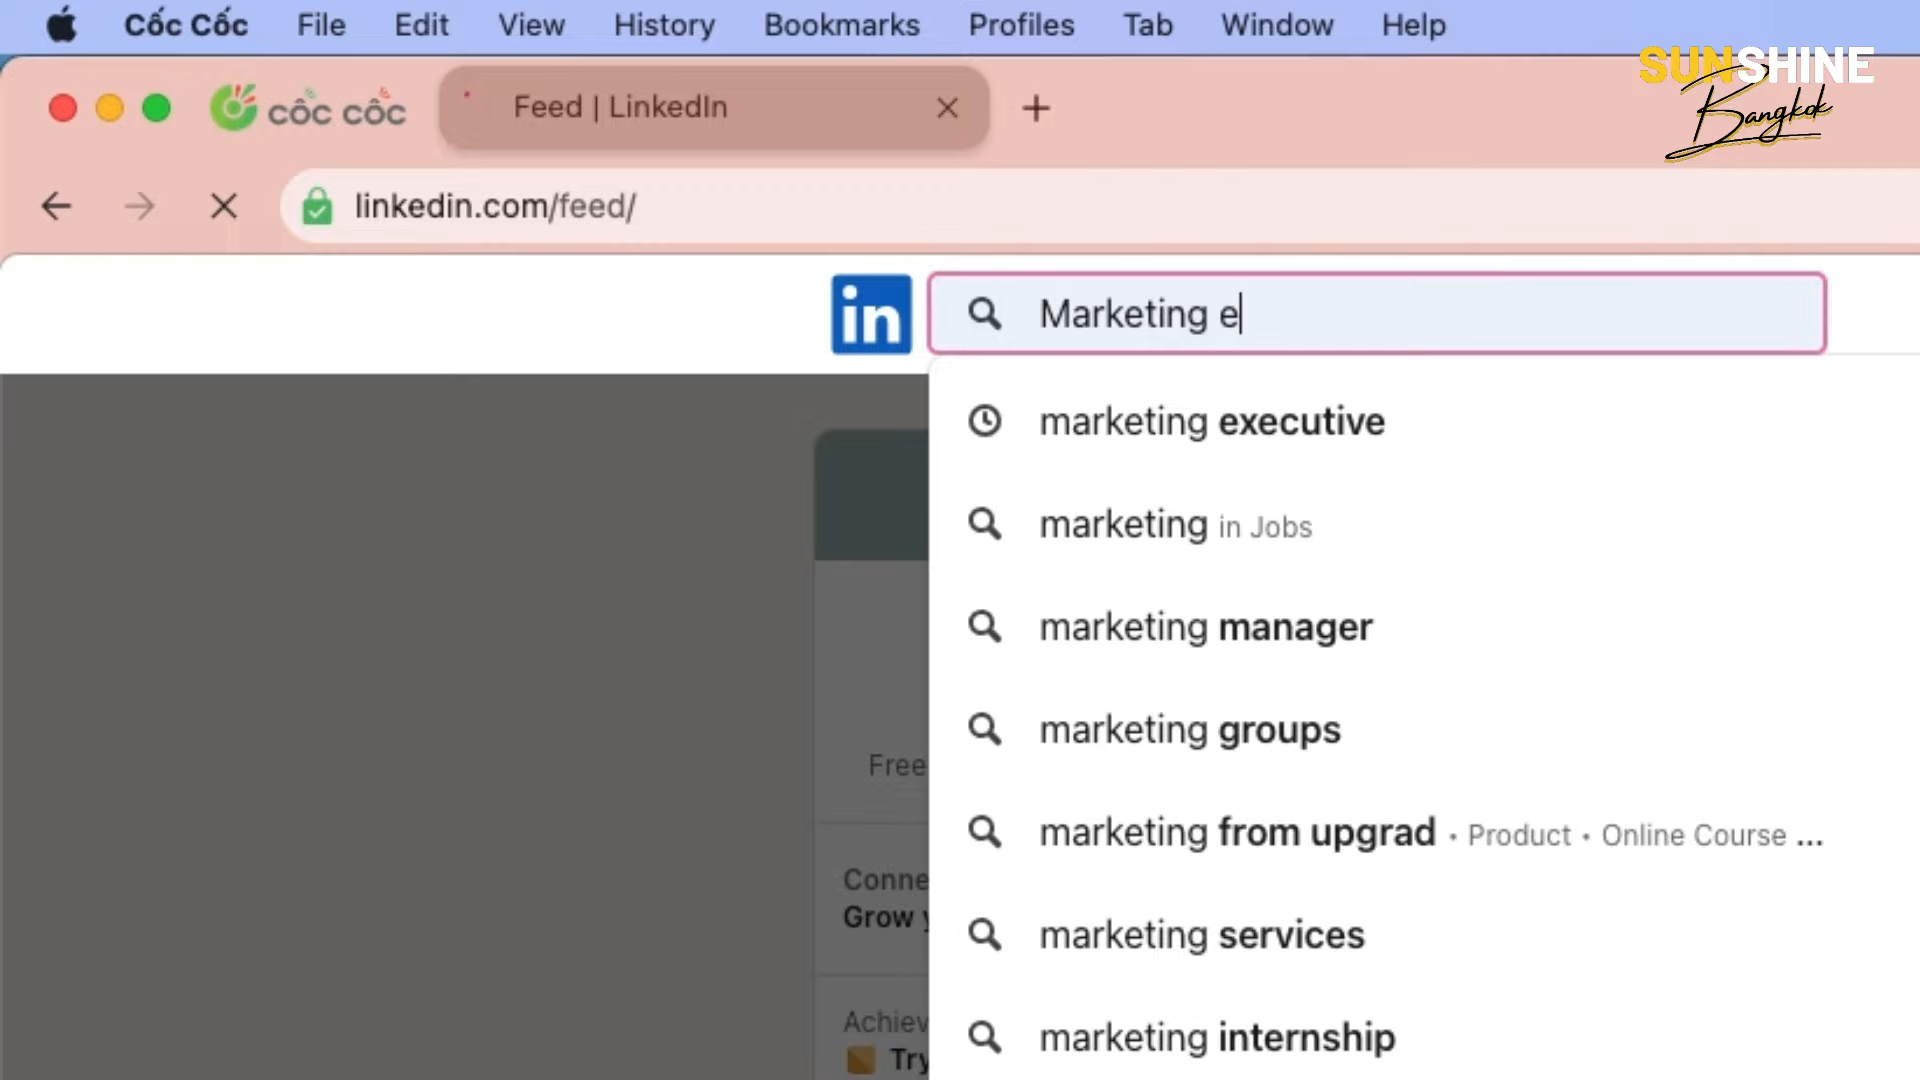 Cốc Cốc File Edit View History Bookmarks Profiles Tab Window Help
SUNSHINE
Bangkok
cốc cốc Feed | LinkedIn
linkedin.com/feed/
in Marketing e
marketing executive
marketing in Jobs
marketing manager
marketing groups
Free
marketing from upgrad • Product • Online Course ...
Conne
Grow
marketing services
Achiev
Try
marketing internship